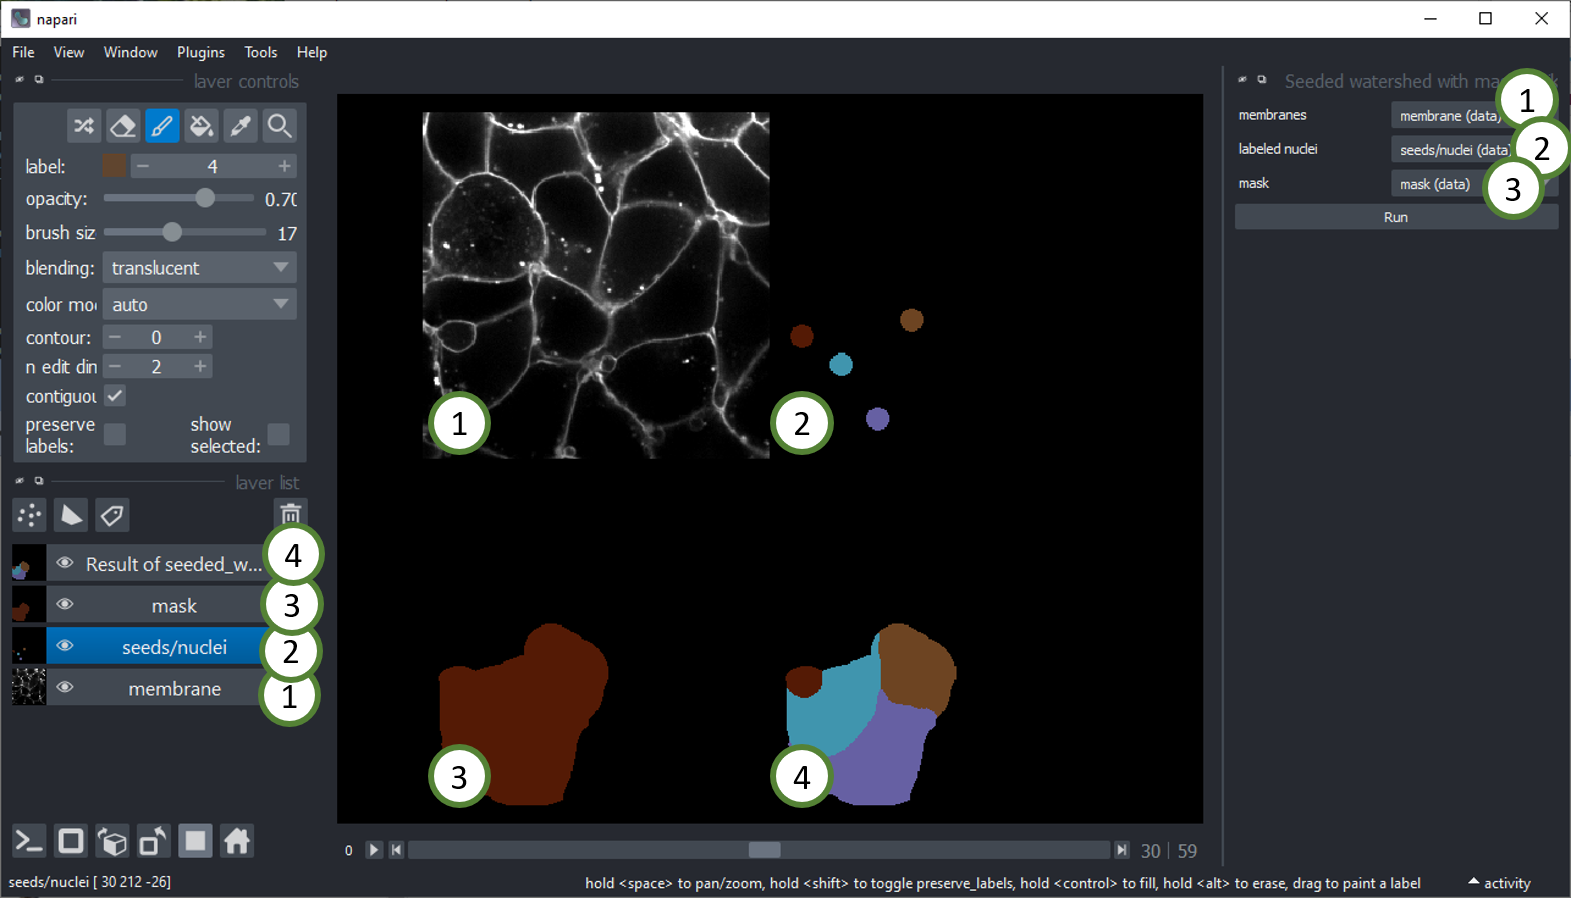 napari
File View Window Plugins Tools Help
layer controls
label: 4
opacity: 0.70
brush siz 17
blending: translucent
color mo auto
contour: 0
n edit din 2
contiguou
preserve labels: show selected:
layer list
Result of seeded_w... 4
mask 3
seeds/nuclei 2
membrane 1
1
2
3
4
0 30 59
Seeded watershed with ma k
membranes membrane (data) 1
labeled nuclei seeds/nuclei (data) 2
mask mask (data) 3
Run
seeds/nuclei [ 30 212 -26]
hold <space> to pan/zoom, hold <shift> to toggle preserve_labels, hold <control> to fill, hold <alt> to erase, drag to paint a label
activity